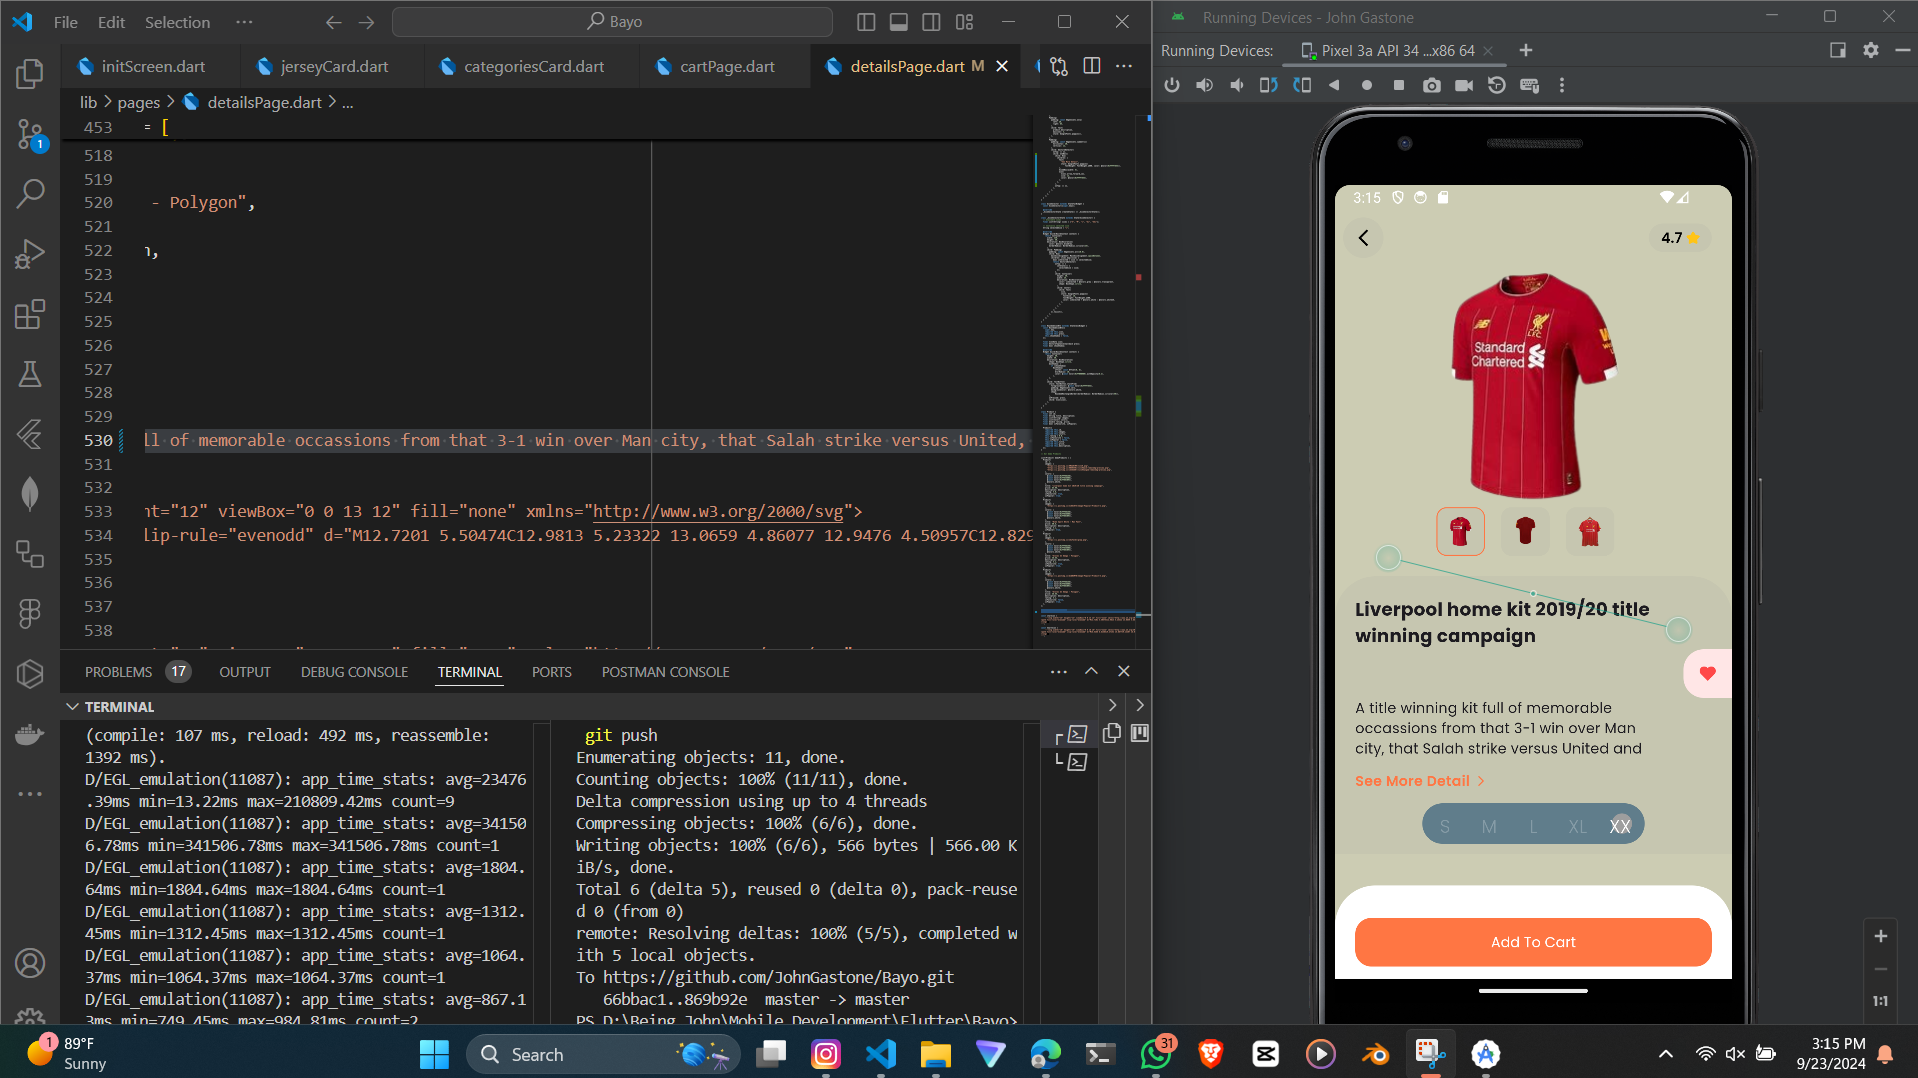 File Edit Selection ···
Bayo
initScreen.dart
jerseyCard.dart
categoriesCard.dart
cartPage.dart
detailsPage.dart M
lib > pages > detailsPage.dart > ...
453 = [
518
519
520 - Polygon",
521
522 ,
523
524
525
526
527
528
529
530 ll of memorable occassions from that 3-1 win over Man city, that Salah strike versus United,
531
532
533 nt="12" viewBox="0 0 13 12" fill="none" xmlns="http://www.w3.org/2000/svg">
534 lip-rule="evenodd" d="M12.7201 5.50474C12.9813 5.23322 13.0659 4.86077 12.9476 4.50957C12.829
535
536
537
538
1
PROBLEMS 17 OUTPUT DEBUG CONSOLE TERMINAL PORTS POSTMAN CONSOLE
TERMINAL
(compile: 107 ms, reload: 492 ms, reassemble:
1392 ms).
D/EGL_emulation(11087): app_time_stats: avg=23476
.39ms min=13.22ms max=210809.42ms count=9
D/EGL_emulation(11087): app_time_stats: avg=34150
6.78ms min=341506.78ms max=341506.78ms count=1
D/EGL_emulation(11087): app_time_stats: avg=1804.
64ms min=1804.64ms max=1804.64ms count=1
D/EGL_emulation(11087): app_time_stats: avg=1312.
45ms min=1312.45ms max=1312.45ms count=1
D/EGL_emulation(11087): app_time_stats: avg=1064.
37ms min=1064.37ms max=1064.37ms count=1
D/EGL_emulation(11087): app_time_stats: avg=867.1
3ms min=749.45ms max=984.81ms count=2
git push
Enumerating objects: 11, done.
Counting objects: 100% (11/11), done.
Delta compression using up to 4 threads
Compressing objects: 100% (6/6), done.
Writing objects: 100% (6/6), 566 bytes | 566.00 K
iB/s, done.
Total 6 (delta 5), reused 0 (delta 0), pack-reuse
d 0 (from 0)
remote: Resolving deltas: 100% (5/5), completed w
ith 5 local objects.
To https://github.com/JohnGastone/Bayo.git
66bbac1..869b92e master -> master
PS D:\Being John\Mobile Development\Flutter\Bayo>
Running Devices - John Gastone
Running Devices: Pixel 3a API 34 ...x86 64
3:15
4.7
Standard
Chartered
Liverpool home kit 2019/20 title
winning campaign
A title winning kit full of memorable
occassions from that 3-1 win over Man
city, that Salah strike versus United and
See More Detail >
S M L XL XX
Add To Cart
1:1
1 89°F
Sunny
Search
31
3:15 PM
9/23/2024